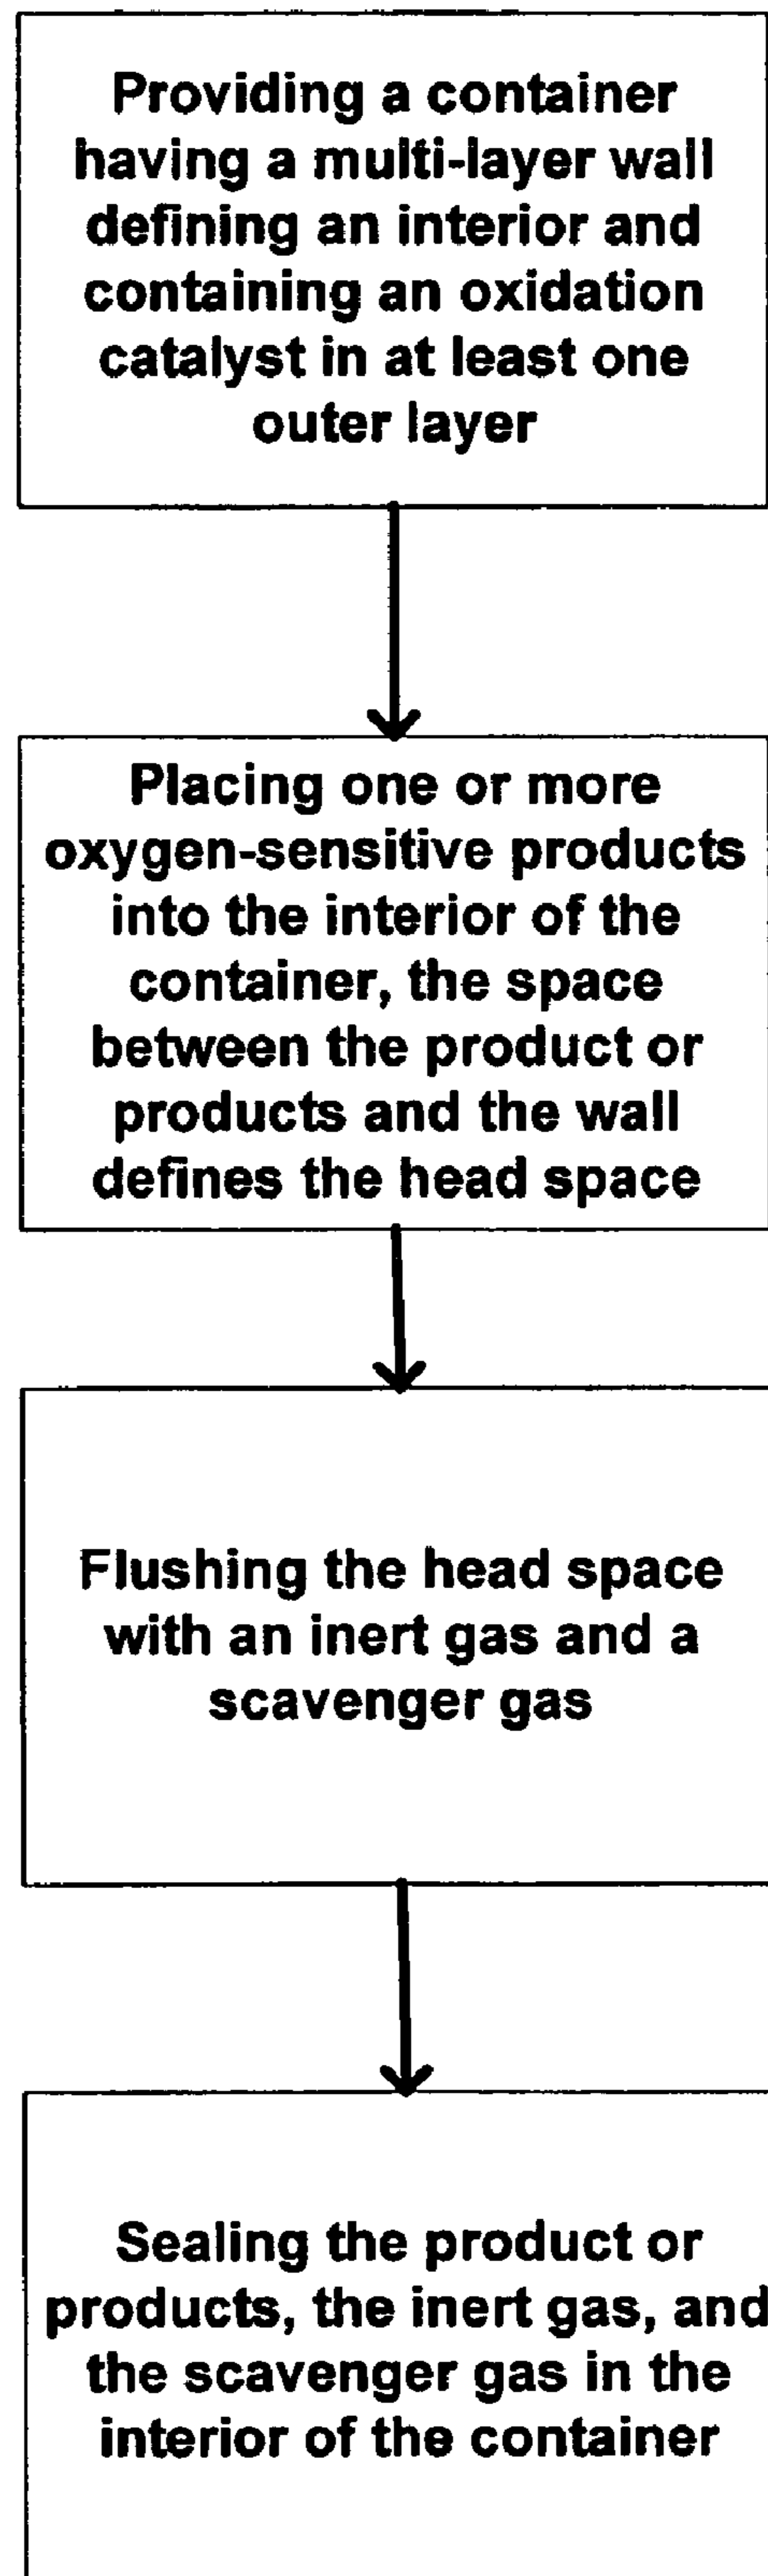 Providing a container
having a multi-layer wall
defining an interior and
containing an oxidation
catalyst in at least one
outer layer
Placing one or more
oxygen-sensitive products
into the interior of the
container, the space
between the product or
products and the wall
defines the head space
Flushing the head space
with an inert gas and a
scavenger gas
Sealing the product or
products, the inert gas, and
the scavenger gas in the
interior of the container